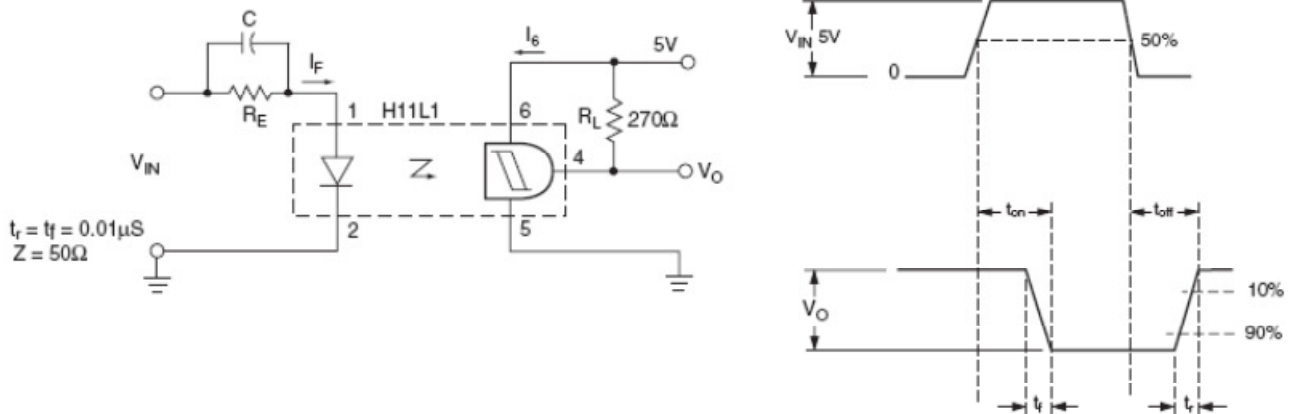 C
I₆
5V
I_F
R_E
1
H11L1
6
R_L
270Ω
V_IN
4
V_O
2
5
t_r = t_f = 0.01μS
Z = 50Ω
V_IN 5V
50%
0
t_on
t_off
V_O
10%
90%
t_f
t_r